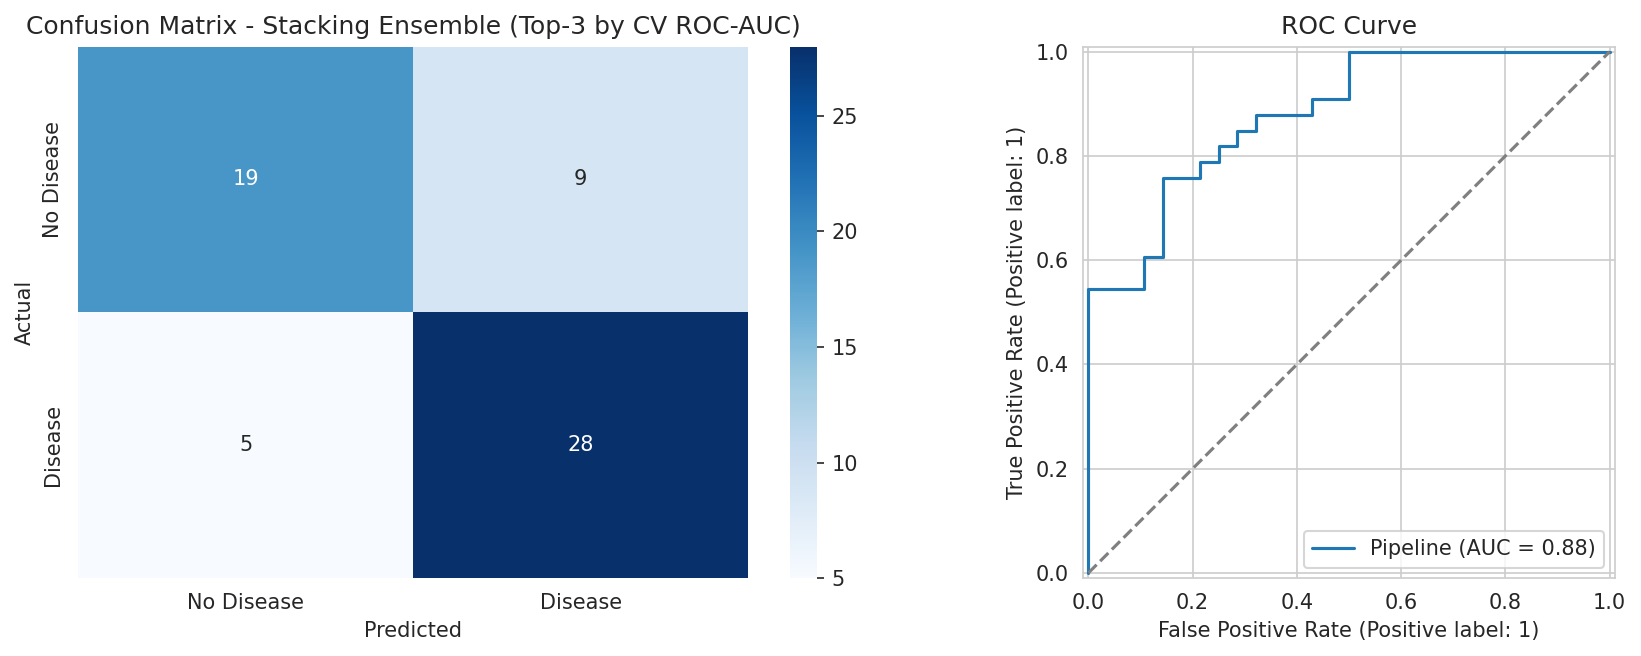 Confusion Matrix - Stacking Ensemble (Top-3 by CV ROC-AUC)
No Disease
Disease
Actual
19
9
5
28
No Disease
Disease
Predicted
25
20
15
10
5
ROC Curve
True Positive Rate (Positive label: 1)
1.0
0.8
0.6
0.4
0.2
0.0
Pipeline (AUC = 0.88)
0.0
0.2
0.4
0.6
0.8
1.0
False Positive Rate (Positive label: 1)